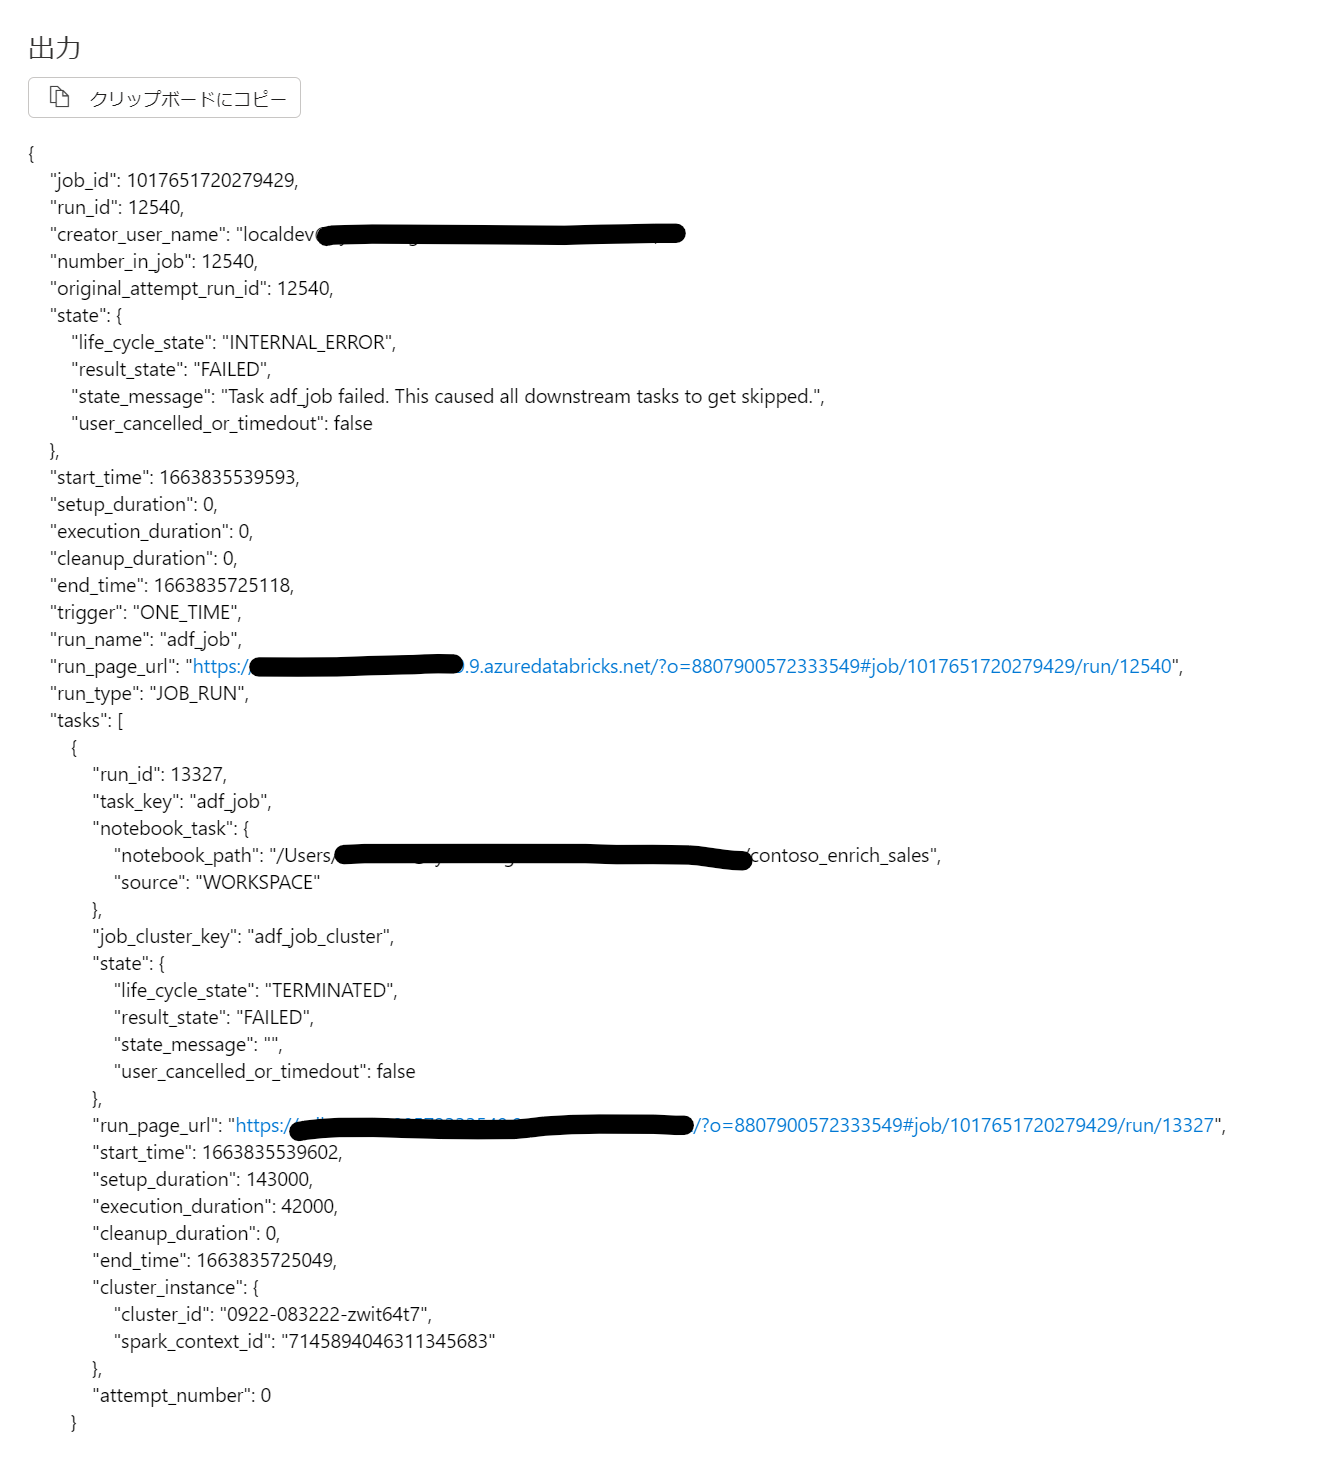 出力
クリップボードにコピー
{
"job_id": 1017651720279429,
"run_id": 12540,
"creator_user_name": "localdev
"number_in_job": 12540,
"original_attempt_run_id": 12540,
"state": {
"life_cycle_state": "INTERNAL_ERROR",
"result_state": "FAILED",
"state_message": "Task adf_job failed. This caused all downstream tasks to get skipped.",
"user_cancelled_or_timedout": false
},
"start_time": 1663835539593,
"setup_duration": 0,
"execution_duration": 0,
"cleanup_duration": 0,
"end_time": 1663835725118,
"trigger": "ONE_TIME",
"run_name": "adf_job",
"run_page_url": "https:/ .9.azuredatabricks.net/?o=8807900572333549#job/1017651720279429/run/12540",
"run_type": "JOB_RUN",
"tasks": [
{
"run_id": 13327,
"task_key": "adf_job",
"notebook_task": {
"notebook_path": "/Users/ /contoso_enrich_sales",
"source": "WORKSPACE"
},
"job_cluster_key": "adf_job_cluster",
"state": {
"life_cycle_state": "TERMINATED",
"result_state": "FAILED",
"state_message": "",
"user_cancelled_or_timedout": false
},
"run_page_url": "https:/ /?o=8807900572333549#job/1017651720279429/run/13327",
"start_time": 1663835539602,
"setup_duration": 143000,
"execution_duration": 42000,
"cleanup_duration": 0,
"end_time": 1663835725049,
"cluster_instance": {
"cluster_id": "0922-083222-zwit64t7",
"spark_context_id": "7145894046311345683"
},
"attempt_number": 0
}